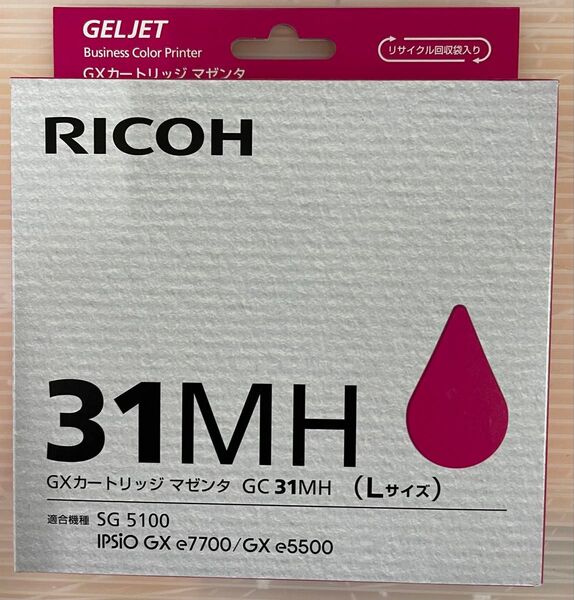 GELJET
Business Color Printer
GXカートリッジ マゼンタ
リサイクル回収袋入り
RICOH
31MH
GXカートリッジ マゼンタ GC 31MH (Lサイズ)
適合機種 SG 5100
IPSiO GX e7700/GX e5500